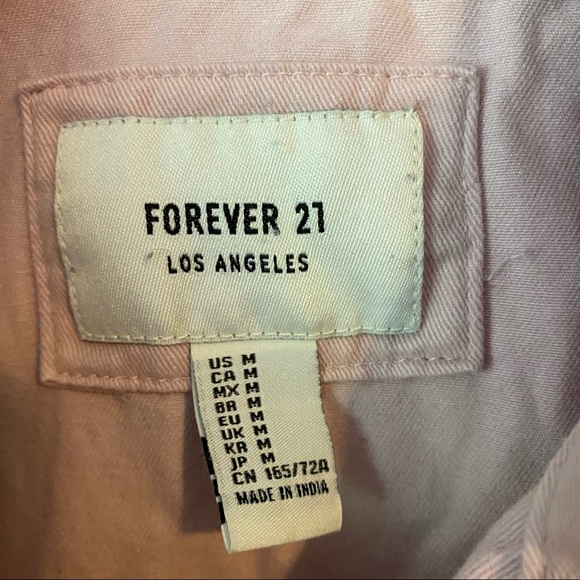 FOREVER 21
LOS ANGELES
US M
CA M
MX M
BR M
EU M
UK M
KR M
JP M
CN 165/72A
MADE IN INDIA